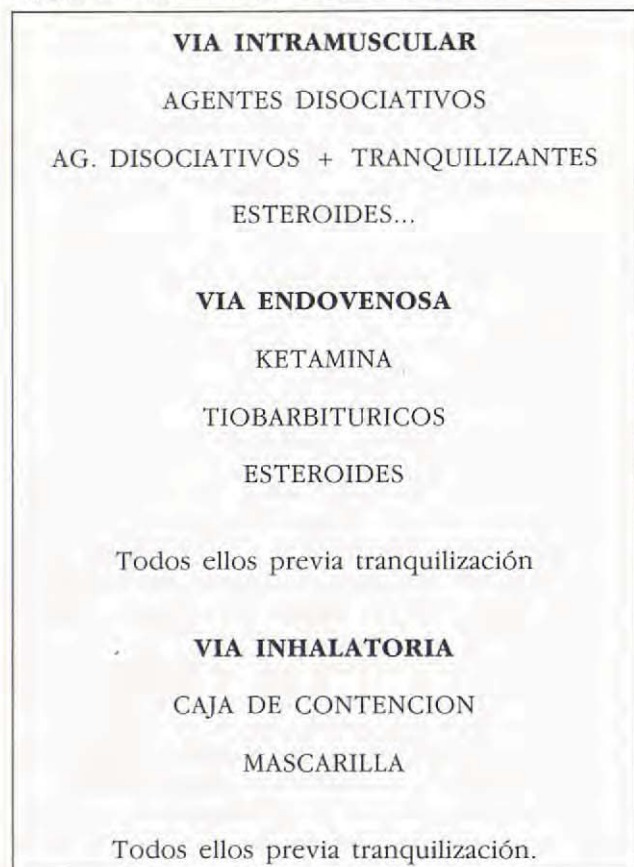 VIA INTRAMUSCULAR
AGENTES DISOCIATIVOS
AG. DISOCIATIVOS + TRANQUILIZANTES
ESTEROIDES...
VIA ENDOVENOSA
KETAMINA
TIOBARBITURICOS
ESTEROIDES
Todos ellos previa tranquilización
VIA INHALATORIA
CAJA DE CONTENCION
MASCARILLA
Todos ellos previa tranquilización.